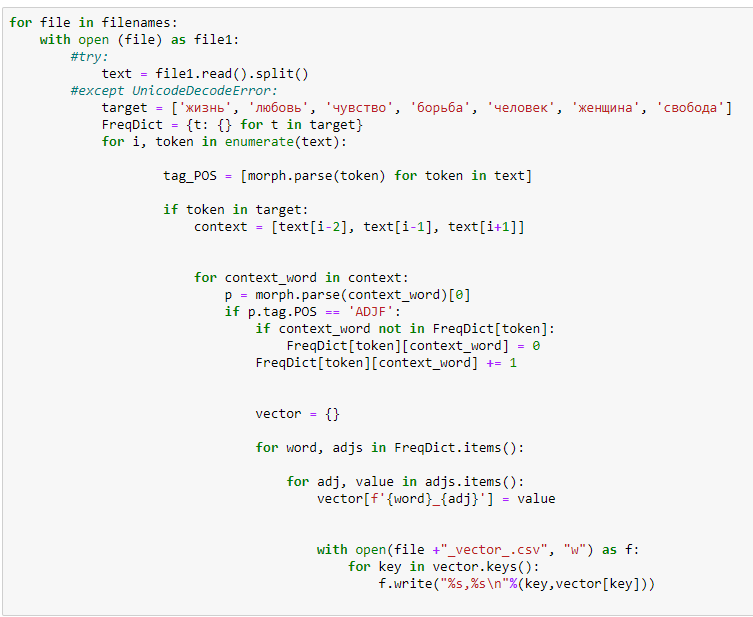 for file in filenames:
    with open (file) as file1:
        #try:
            text = file1.read().split()
        #except UnicodeDecodeError:
            target = ['жизнь', 'любовь', 'чувство', 'борьба', 'человек', 'женщина', 'свобода']
            FreqDict = {t: {} for t in target}
            for i, token in enumerate(text):
                    tag_POS = [morph.parse(token) for token in text]
                    if token in target:
                        context = [text[i-2], text[i-1], text[i+1]]
                        for context_word in context:
                            p = morph.parse(context_word)[0]
                            if p.tag.POS == 'ADJF':
                                if context_word not in FreqDict[token]:
                                    FreqDict[token][context_word] = 0
                                FreqDict[token][context_word] += 1
                                vector = {}
                                for word, adjs in FreqDict.items():
                                    for adj, value in adjs.items():
                                        vector[f'{word}_{adj}'] = value
                                        with open(file +"_vector_.csv", "w") as f:
                                            for key in vector.keys():
                                                f.write("%s,%s\n"%(key,vector[key]))